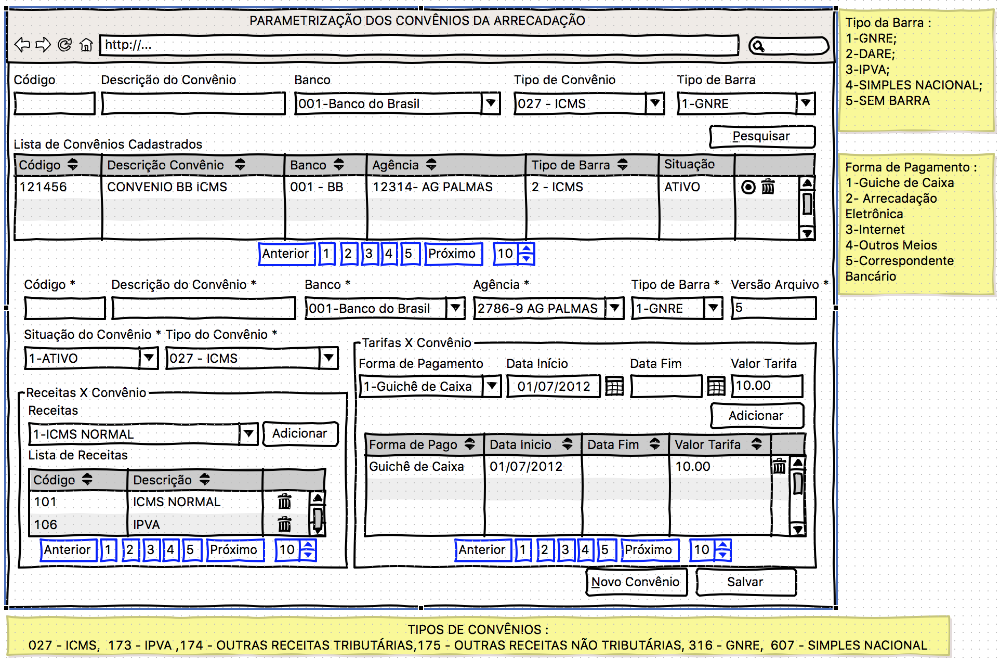 PARAMETRIZAÇÃO DOS CONVÊNIOS DA ARRECADAÇÃO
http://...
Código Descrição do Convênio Banco Tipo de Convênio Tipo de Barra
001-Banco do Brasil 027 - ICMS 1-GNRE
Pesquisar
Lista de Convênios Cadastrados
Código Descrição Convênio Banco Agência Tipo de Barra Situação
121456 CONVENIO BB iCMS 001 - BB 12314- AG PALMAS 2 - ICMS ATIVO
Anterior 1 2 3 4 5 Próximo 10
Código * Descrição do Convênio * Banco * Agência * Tipo de Barra * Versão Arquivo *
001-Banco do Brasil 2786-9 AG PALMAS 1-GNRE 5
Situação do Convênio * Tipo do Convênio *
1-ATIVO 027 - ICMS
Receitas X Convênio
Receitas
1-ICMS NORMAL Adicionar
Lista de Receitas
Código Descrição
101 ICMS NORMAL
106 IPVA
Anterior 1 2 3 4 5 Próximo 10
Tarifas X Convênio
Forma de Pagamento Data Início Data Fim Valor Tarifa
1-Guichê de Caixa 01/07/2012 10.00
Adicionar
Forma de Pago Data Inicio Data Fim Valor Tarifa
Guichê de Caixa 01/07/2012 10.00
Anterior 1 2 3 4 5 Próximo 10
Novo Convênio Salvar
Tipo da Barra :
1-GNRE;
2-DARE;
3-IPVA;
4-SIMPLES NACIONAL;
5-SEM BARRA
Forma de Pagamento :
1-Guiche de Caixa
2- Arrecadação
Eletrônica
3-Internet
4-Outros Meios
5-Correspondente
Bancário
TIPOS DE CONVÊNIOS :
027 - ICMS, 173 - IPVA ,174 - OUTRAS RECEITAS TRIBUTÁRIAS,175 - OUTRAS RECEITAS NÃO TRIBUTÁRIAS, 316 - GNRE, 607 - SIMPLES NACIONAL